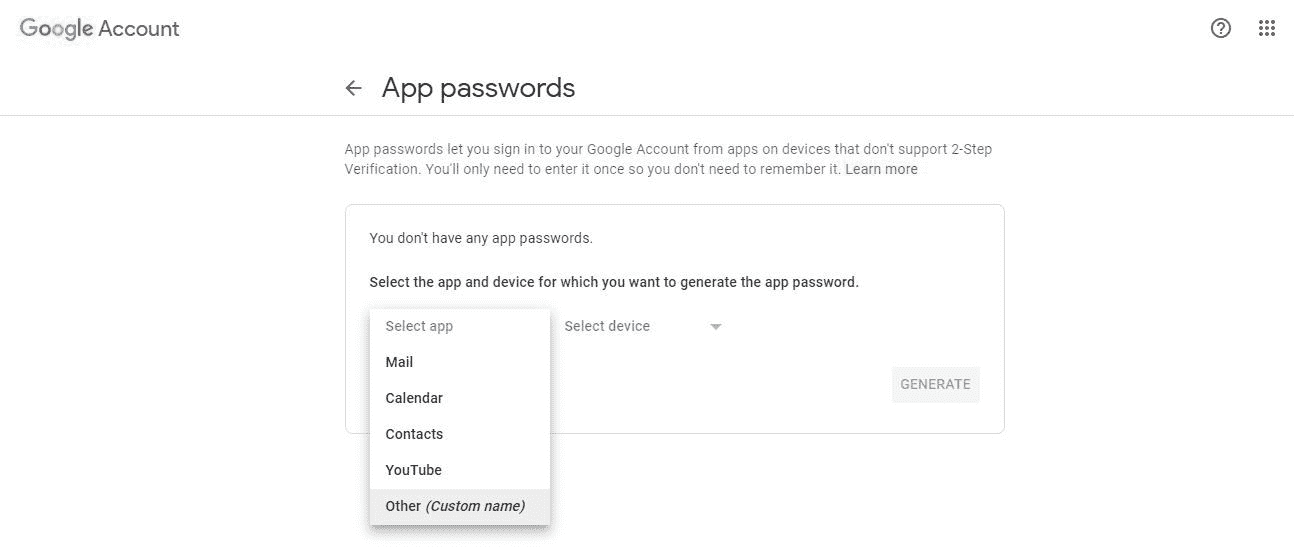 Google Account
App passwords
App passwords let you sign in to your Google Account from apps on devices that don't support 2-Step
Verification. You'll only need to enter it once so you don't need to remember it. Learn more
You don't have any app passwords.
Select the app and device for which you want to generate the app password.
Select app
Select device
Mail
Calendar
Contacts
YouTube
Other (Custom name)
GENERATE